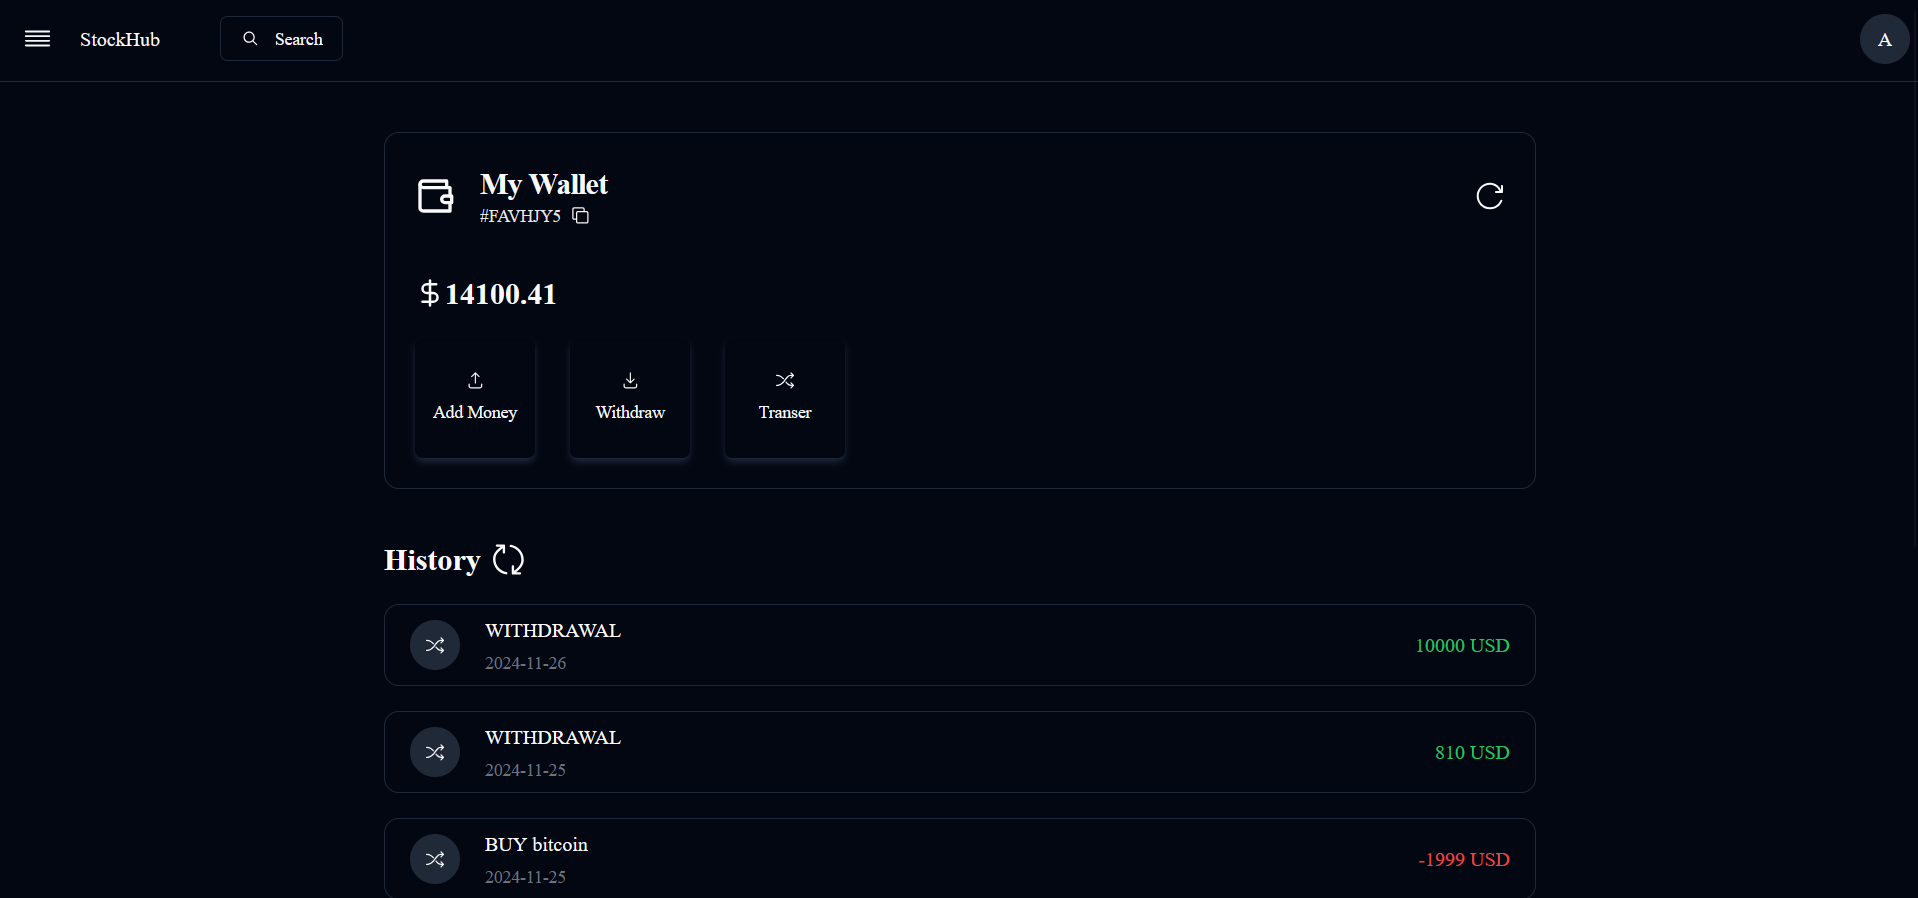 StockHub
Search
A
My Wallet
#FAVHJY5
$14100.41
Add Money
Withdraw
Transer
History
WITHDRAWAL
2024-11-26
10000 USD
WITHDRAWAL
2024-11-25
810 USD
BUY bitcoin
2024-11-25
-1999 USD